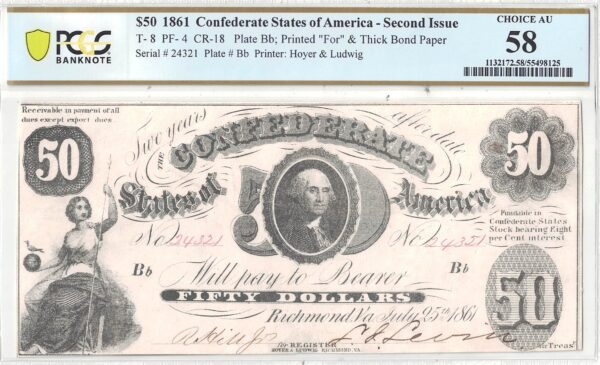 PCGS
BANKNOTE
$50 1861 Confederate States of America - Second Issue
T- 8 PF- 4 CR-18 Plate Bb; Printed "For" & Thick Bond Paper
Serial # 24321 Plate # Bb Printer: Hoyer & Ludwig
CHOICE AU
58
1132172.58/55498125
Receivable in payment of all
dues except export dues
Two years after date
50
THE CONFEDERATE
50
States of America
Fundable in
Confederate States
Stock bearing Eight
per Cent interest
No. 24321
No. 24321
Bb
Will pay to Bearer
Bb
FIFTY DOLLARS
50
Richmond, Va July 25th 1861
R Hill Jr
for REGISTER
HOYER & LUDWIG, RICHMOND, VA.
Treasr